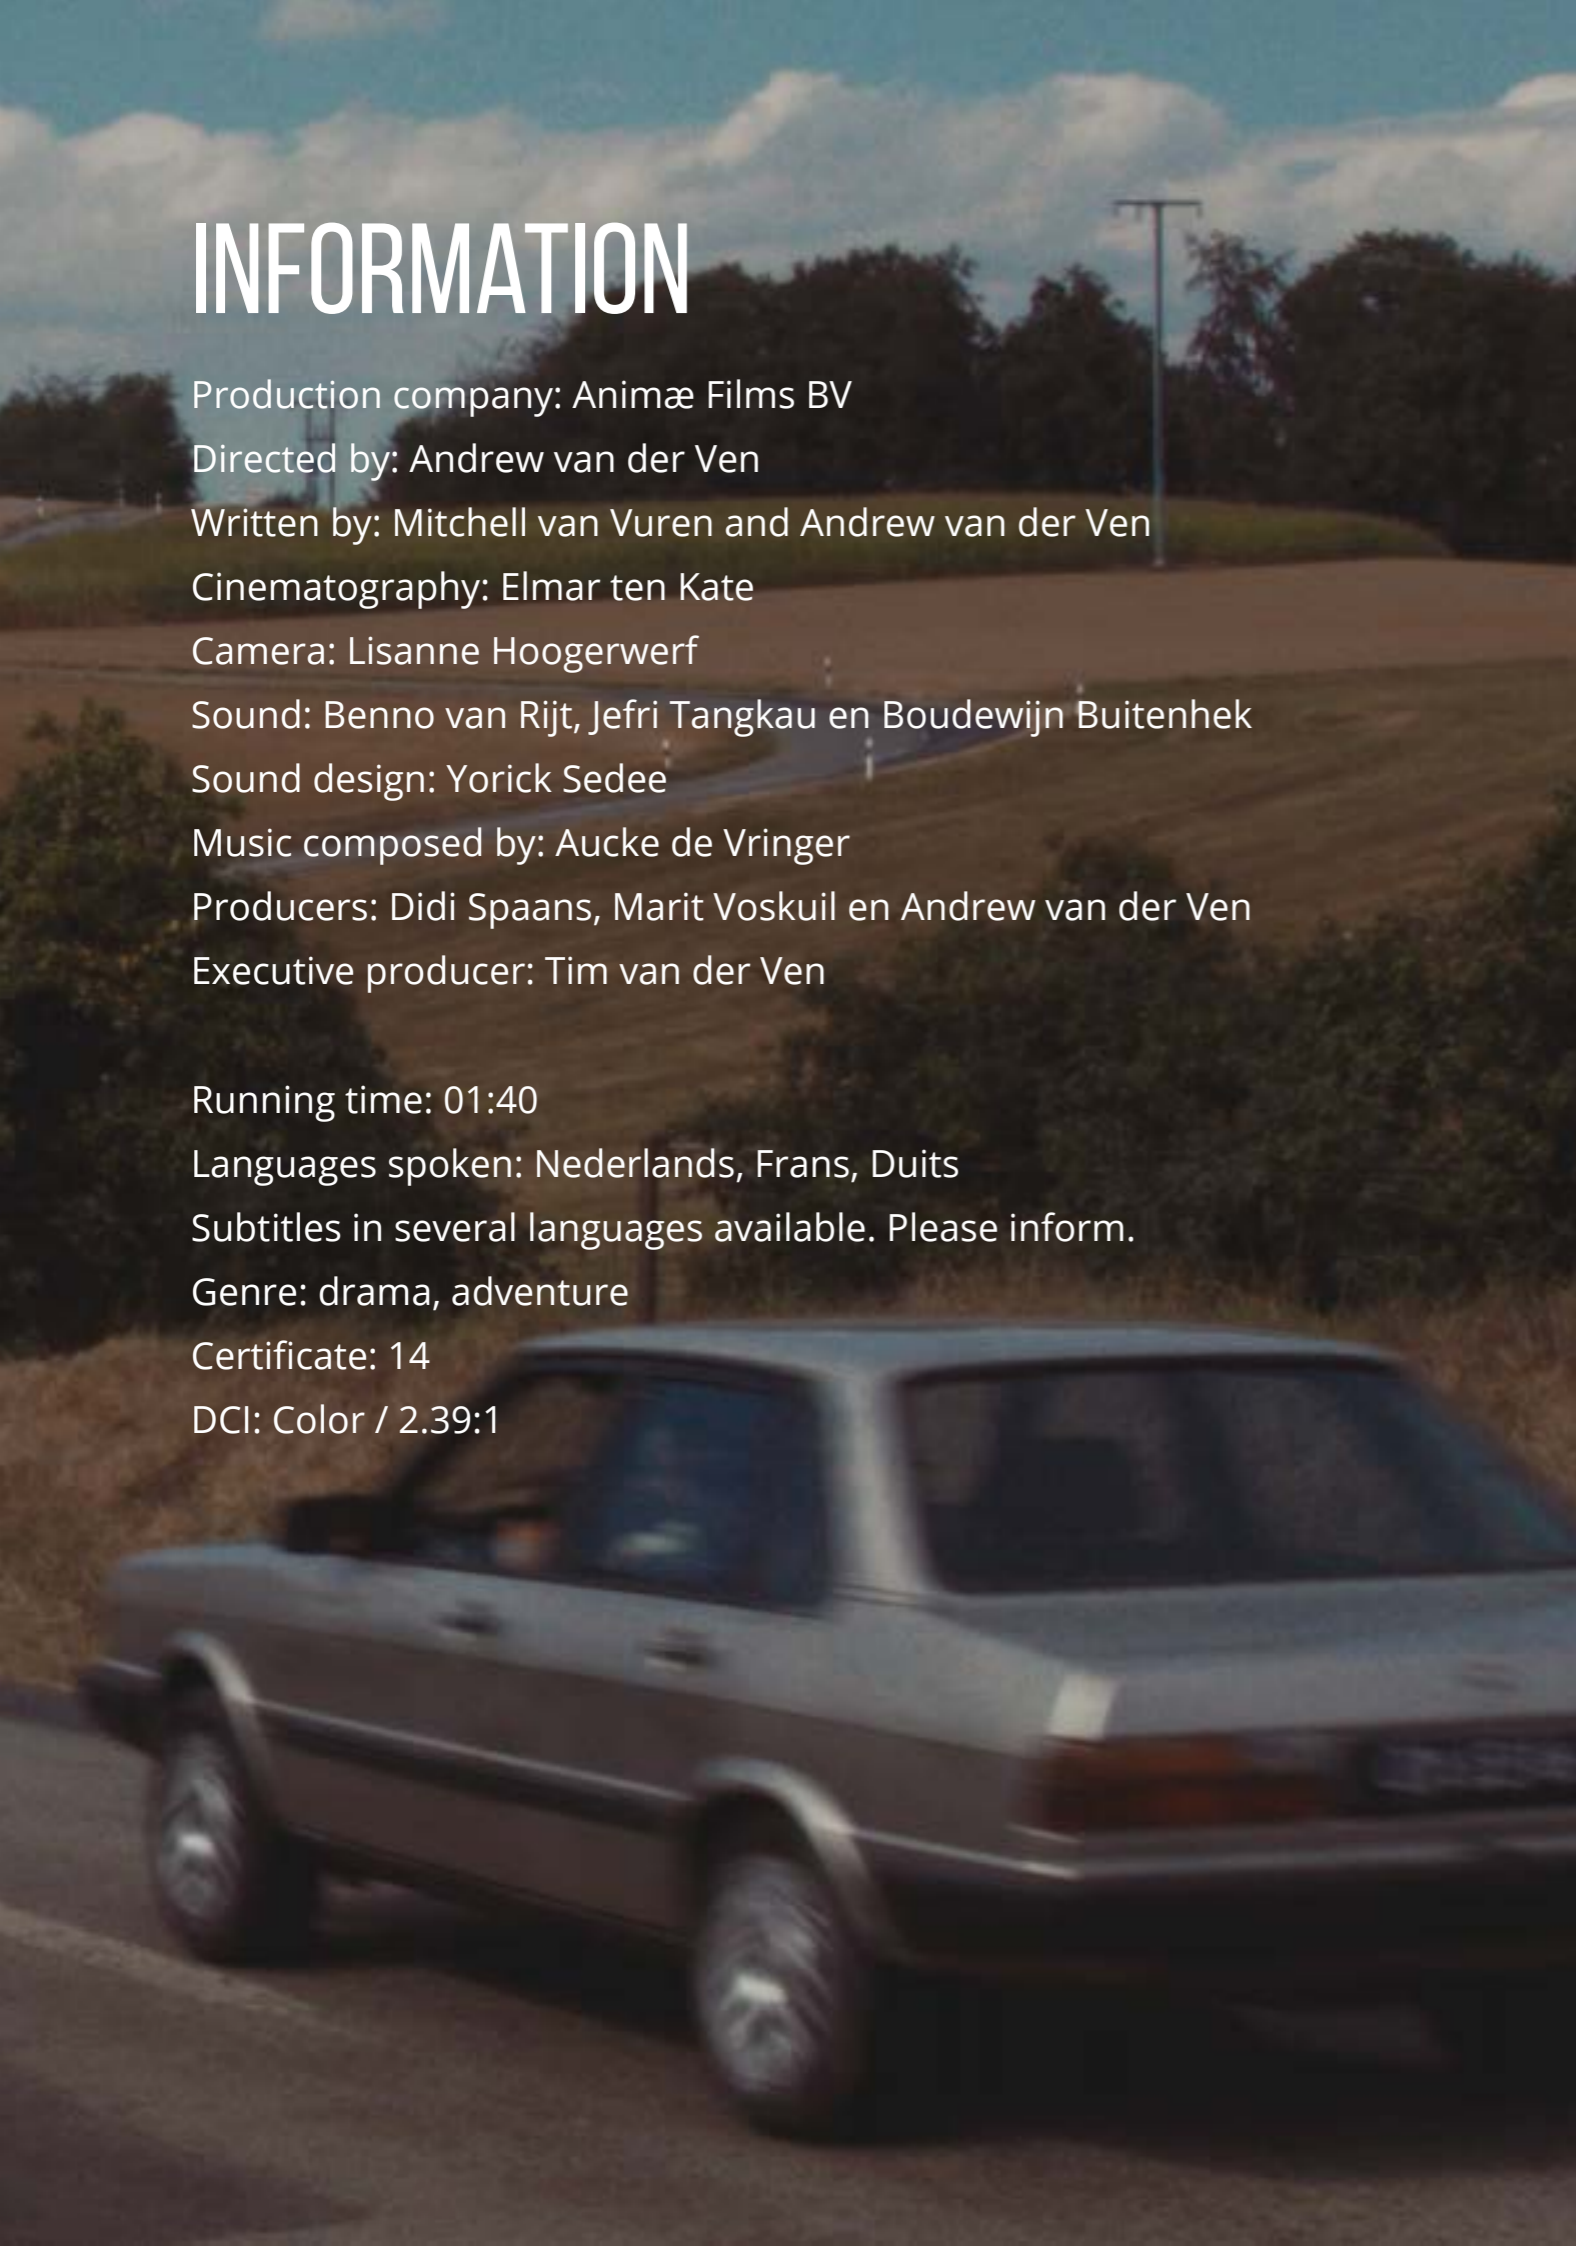 INFORMATION
Production company: Animæ Films BV
Directed by: Andrew van der Ven
Written by: Mitchell van Vuren and Andrew van der Ven
Cinematography: Elmar ten Kate
Camera: Lisanne Hoogerwerf
Sound: Benno van Rijt, Jefri Tangkau en Boudewijn Buitenhek
Sound design: Yorick Sedee
Music composed by: Aucke de Vringer
Producers: Didi Spaans, Marit Voskuil en Andrew van der Ven
Executive producer: Tim van der Ven
Running time: 01:40
Languages spoken: Nederlands, Frans, Duits
Subtitles in several languages available. Please inform.
Genre: drama, adventure
Certificate: 14
DCI: Color / 2.39:1